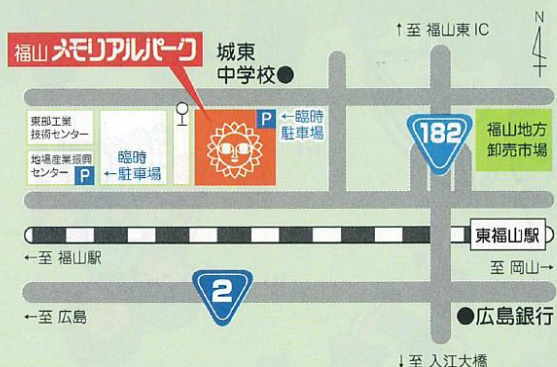 ↑至 福山東IC
N
福山 メモリアルパーク
城東
中学校●
東部工業
技術センター
地場産業振興
センター P
臨時
←駐車場
P ←臨時
駐車場
182
福山地方
卸売市場
東福山駅
←至 福山駅
至 岡山→
2
←至 広島
●広島銀行
↓至 入江大橋